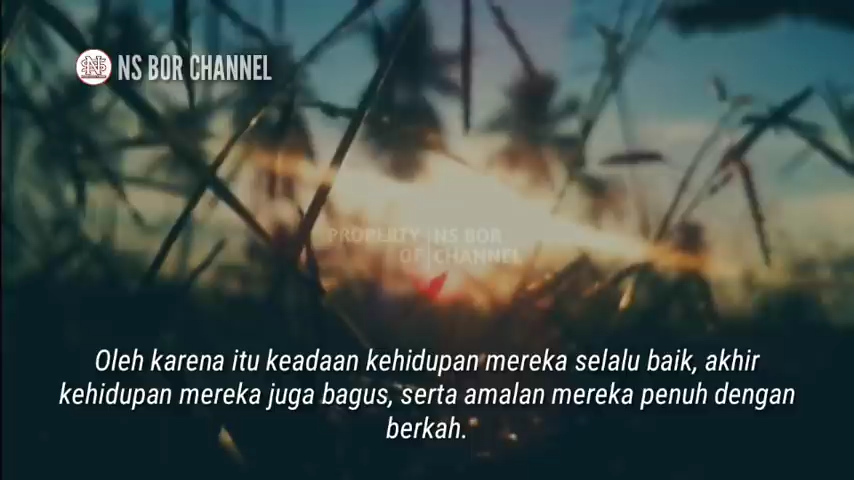 NS BOR CHANNEL
PROPERTY OF NS BOR CHANNEL
Oleh karena itu keadaan kehidupan mereka selalu baik, akhir
kehidupan mereka juga bagus, serta amalan mereka penuh dengan
berkah.